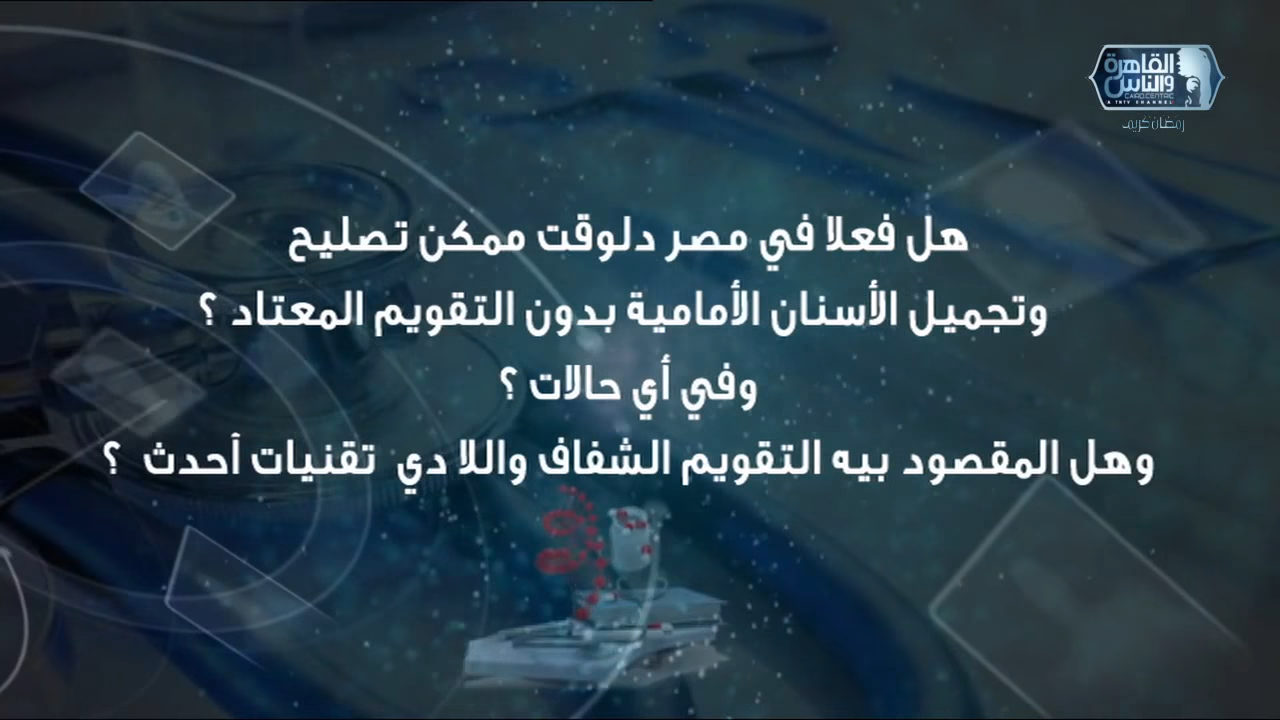 القاهرة
والناس
CAIRO CENTRIC
A TNTV CHANNEL
رمضان كريم
هل فعلا في مصر دلوقت ممكن تصليح
وتجميل الأسنان الأمامية بدون التقويم المعتاد ؟
وفي أي حالات ؟
وهل المقصود بيه التقويم الشفاف واللا دي تقنيات أحدث ؟